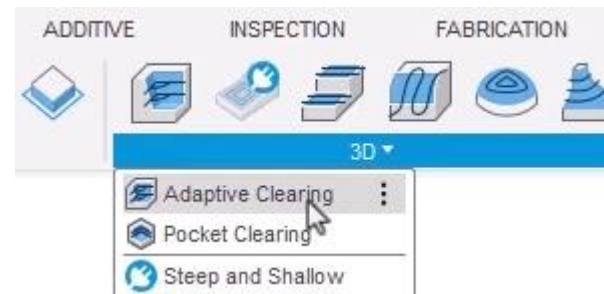 ADDITIVE INSPECTION FABRICATION
3D
Adaptive Clearing
Pocket Clearing
Steep and Shallow